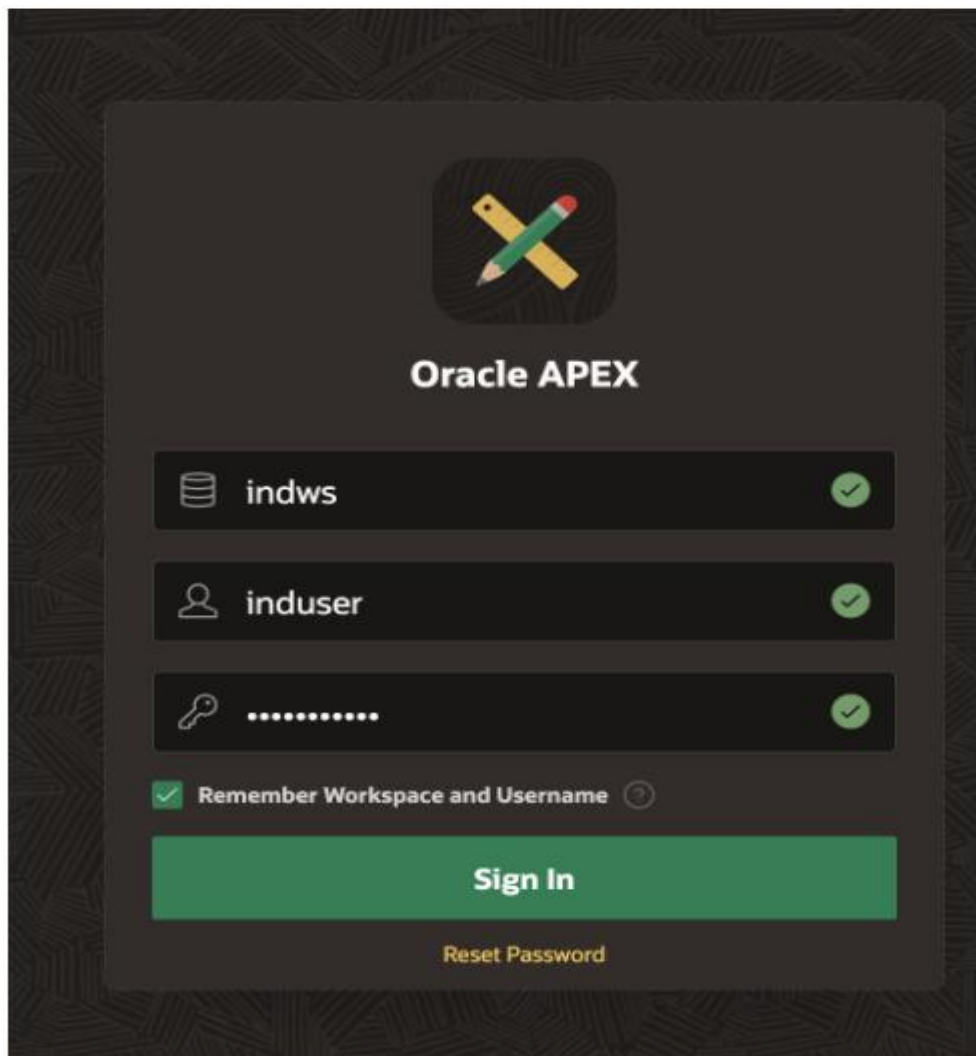 Oracle APEX
indws
induser
•••••••••••
Remember Workspace and Username ?
Sign In
Reset Password